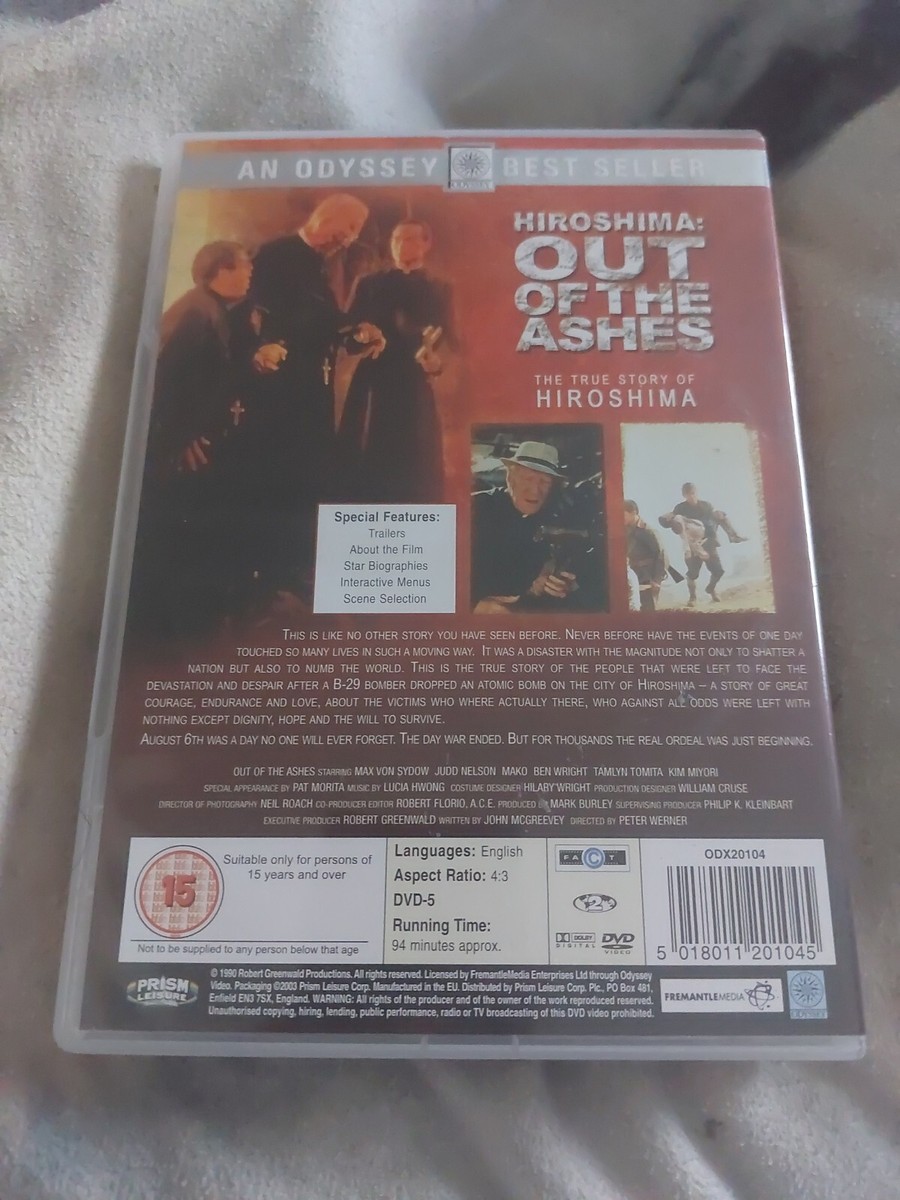 AN ODYSSEY BEST SELLER
ODYSSEY
HIROSHIMA:
OUT
OF THE
ASHES
THE TRUE STORY OF
HIROSHIMA
Special Features:
Trailers
About the Film
Star Biographies
Interactive Menus
Scene Selection
THIS IS LIKE NO OTHER STORY YOU HAVE SEEN BEFORE. NEVER BEFORE HAVE THE EVENTS OF ONE DAY
TOUCHED SO MANY LIVES IN SUCH A MOVING WAY. IT WAS A DISASTER WITH THE MAGNITUDE NOT ONLY TO SHATTER A
NATION BUT ALSO TO NUMB THE WORLD. THIS IS THE TRUE STORY OF THE PEOPLE THAT WERE LEFT TO FACE THE
DEVASTATION AND DESPAIR AFTER A B-29 BOMBER DROPPED AN ATOMIC BOMB ON THE CITY OF HIROSHIMA – A STORY OF GREAT
COURAGE, ENDURANCE AND LOVE, ABOUT THE VICTIMS WHO WHERE ACTUALLY THERE, WHO AGAINST ALL ODDS WERE LEFT WITH
NOTHING EXCEPT DIGNITY, HOPE AND THE WILL TO SURVIVE.
AUGUST 6TH WAS A DAY NO ONE WILL EVER FORGET. THE DAY WAR ENDED. BUT FOR THOUSANDS THE REAL ORDEAL WAS JUST BEGINNING.
OUT OF THE ASHES STARRING MAX VON SYDOW JUDD NELSON MAKO BEN WRIGHT TAMLYN TOMITA KIM MIYORI
SPECIAL APPEARANCE BY PAT MORITA MUSIC BY LUCIA HWONG COSTUME DESIGNER HILARY WRIGHT PRODUCTION DESIGNER WILLIAM CRUSE
DIRECTOR OF PHOTOGRAPHY NEIL ROACH CO-PRODUCER EDITOR ROBERT FLORIO, A.C.E. PRODUCED BY MARK BURLEY SUPERVISING PRODUCER PHILIP K. KLEINBART
EXECUTIVE PRODUCER ROBERT GREENWALD WRITTEN BY JOHN MCGREEVEY DIRECTED BY PETER WERNER
15
Suitable only for persons of
15 years and over
Not to be supplied to any person below that age
Languages: English
Aspect Ratio: 4:3
DVD-5
Running Time:
94 minutes approx.
FACT
2
DOLBY
DIGITAL
DVD
VIDEO
ODX20104
5 018011 201045
PRISM
LEISURE
© 1990 Robert Greenwald Productions. All rights reserved. Licensed by FremantleMedia Enterprises Ltd through Odyssey
Video. Packaging ©2003 Prism Leisure Corp. Manufactured in the EU. Distributed by Prism Leisure Corp. Plc., PO Box 481,
Enfield EN3 7SX, England. WARNING: All rights of the producer and of the owner of the work reproduced reserved.
Unauthorised copying, hiring, lending, public performance, radio or TV broadcasting of this DVD video prohibited.
FREMANTLEMEDIA
ODYSSEY